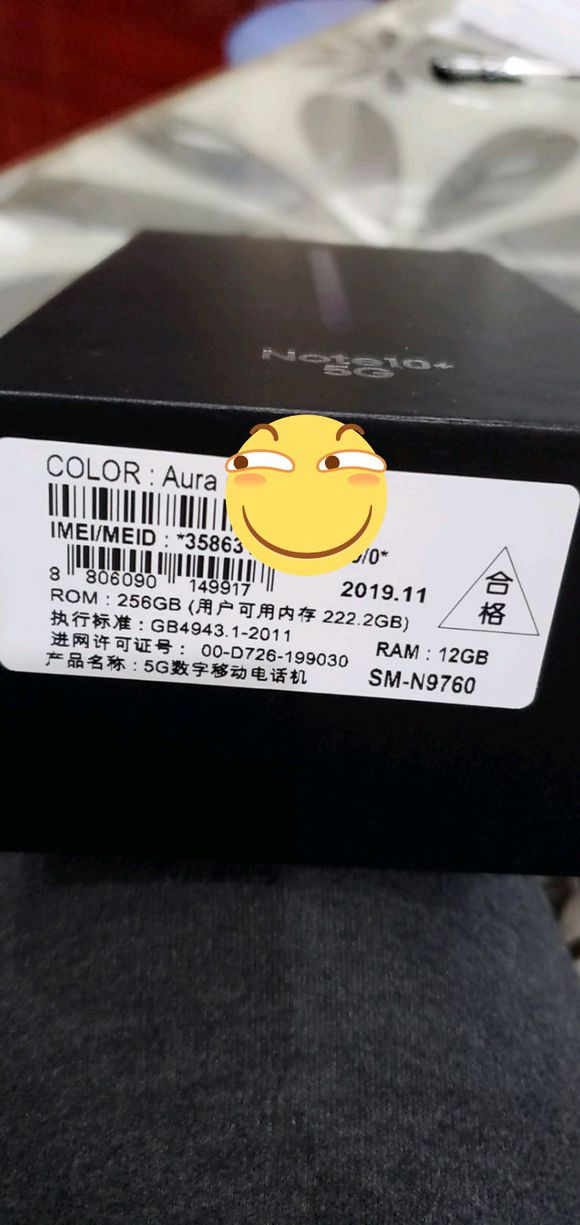 Note10+
5G
COLOR : Aura
IMEI/MEID : *35863
/0*
8 806090 149917
2019.11
合格
ROM : 256GB (用户可用内存 222.2GB)
执行标准 : GB4943.1-2011
RAM : 12GB
进网许可证号： 00-D726-199030
产品名称 : 5G数字移动电话机
SM-N9760